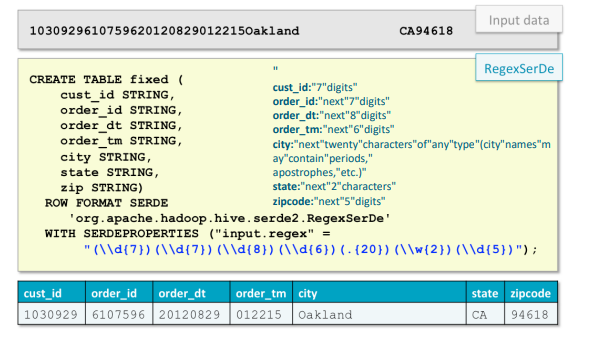 Input data
10309296107596​20120829012215Oakland CA94618
RegexSerDe
"
CREATE TABLE fixed (
cust_id STRING,
order_id STRING,
order_dt STRING,
order_tm STRING,
city STRING,
state STRING,
zip STRING)
ROW FORMAT SERDE
'org.apache.hadoop.hive.serde2.RegexSerDe'
WITH SERDEPROPERTIES ("input.regex" =
"(\\d{7})(\\d{7})(\\d{8})(\\d{6})(.{20})(\\w{2})(\\d{5})");
cust_id:"7"digits"
order_id:"next"7"digits"
order_dt:"next"8"digits"
order_tm:"next"6"digits"
city:"next"twenty"characters"of"any"type"(city"names"m
ay"contain"periods,"
apostrophes,"etc.)"
state:"next"2"characters"
zipcode:"next"5"digits"
cust_id order_id order_dt order_tm city state zipcode
1030929 6107596 20120829 012215 Oakland CA 94618